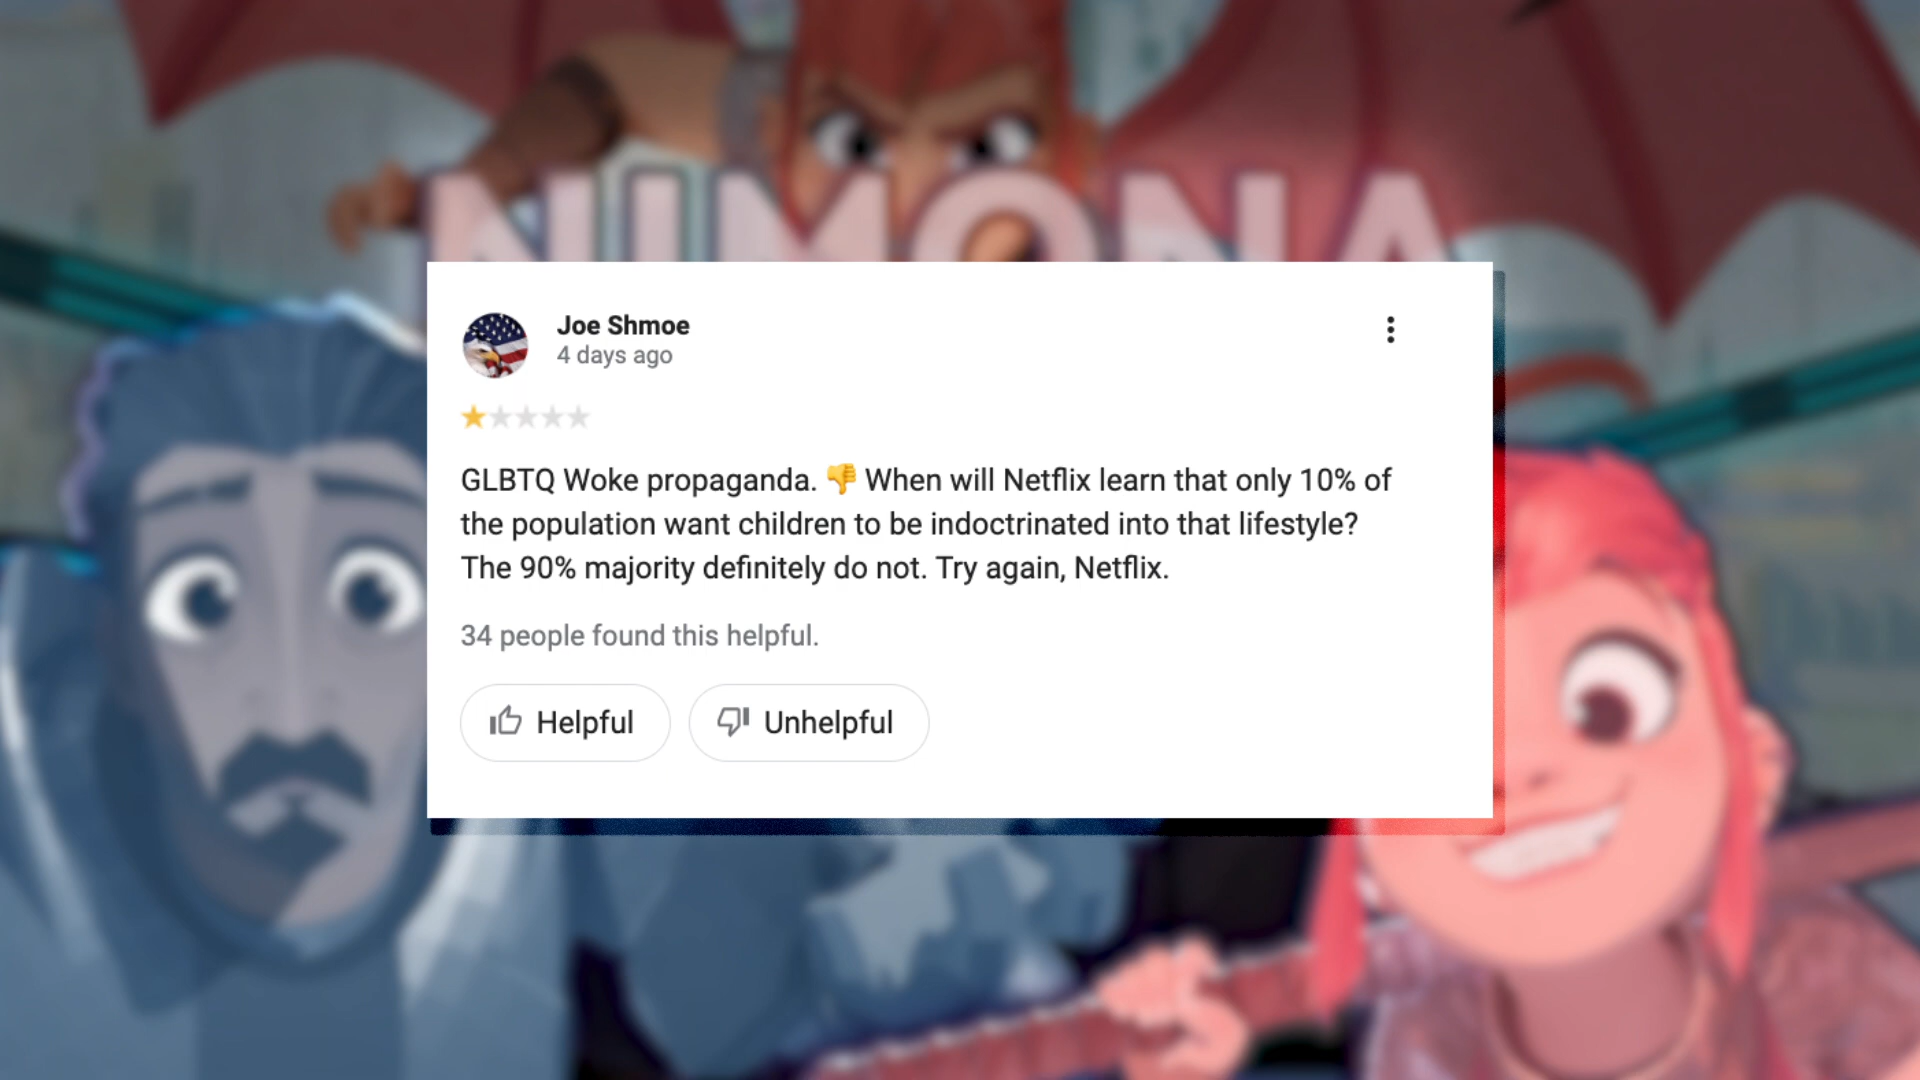 NIMONA
Joe Shmoe
4 days ago
GLBTQ Woke propaganda. 👎 When will Netflix learn that only 10% of
the population want children to be indoctrinated into that lifestyle?
The 90% majority definitely do not. Try again, Netflix.
34 people found this helpful.
Helpful
Unhelpful